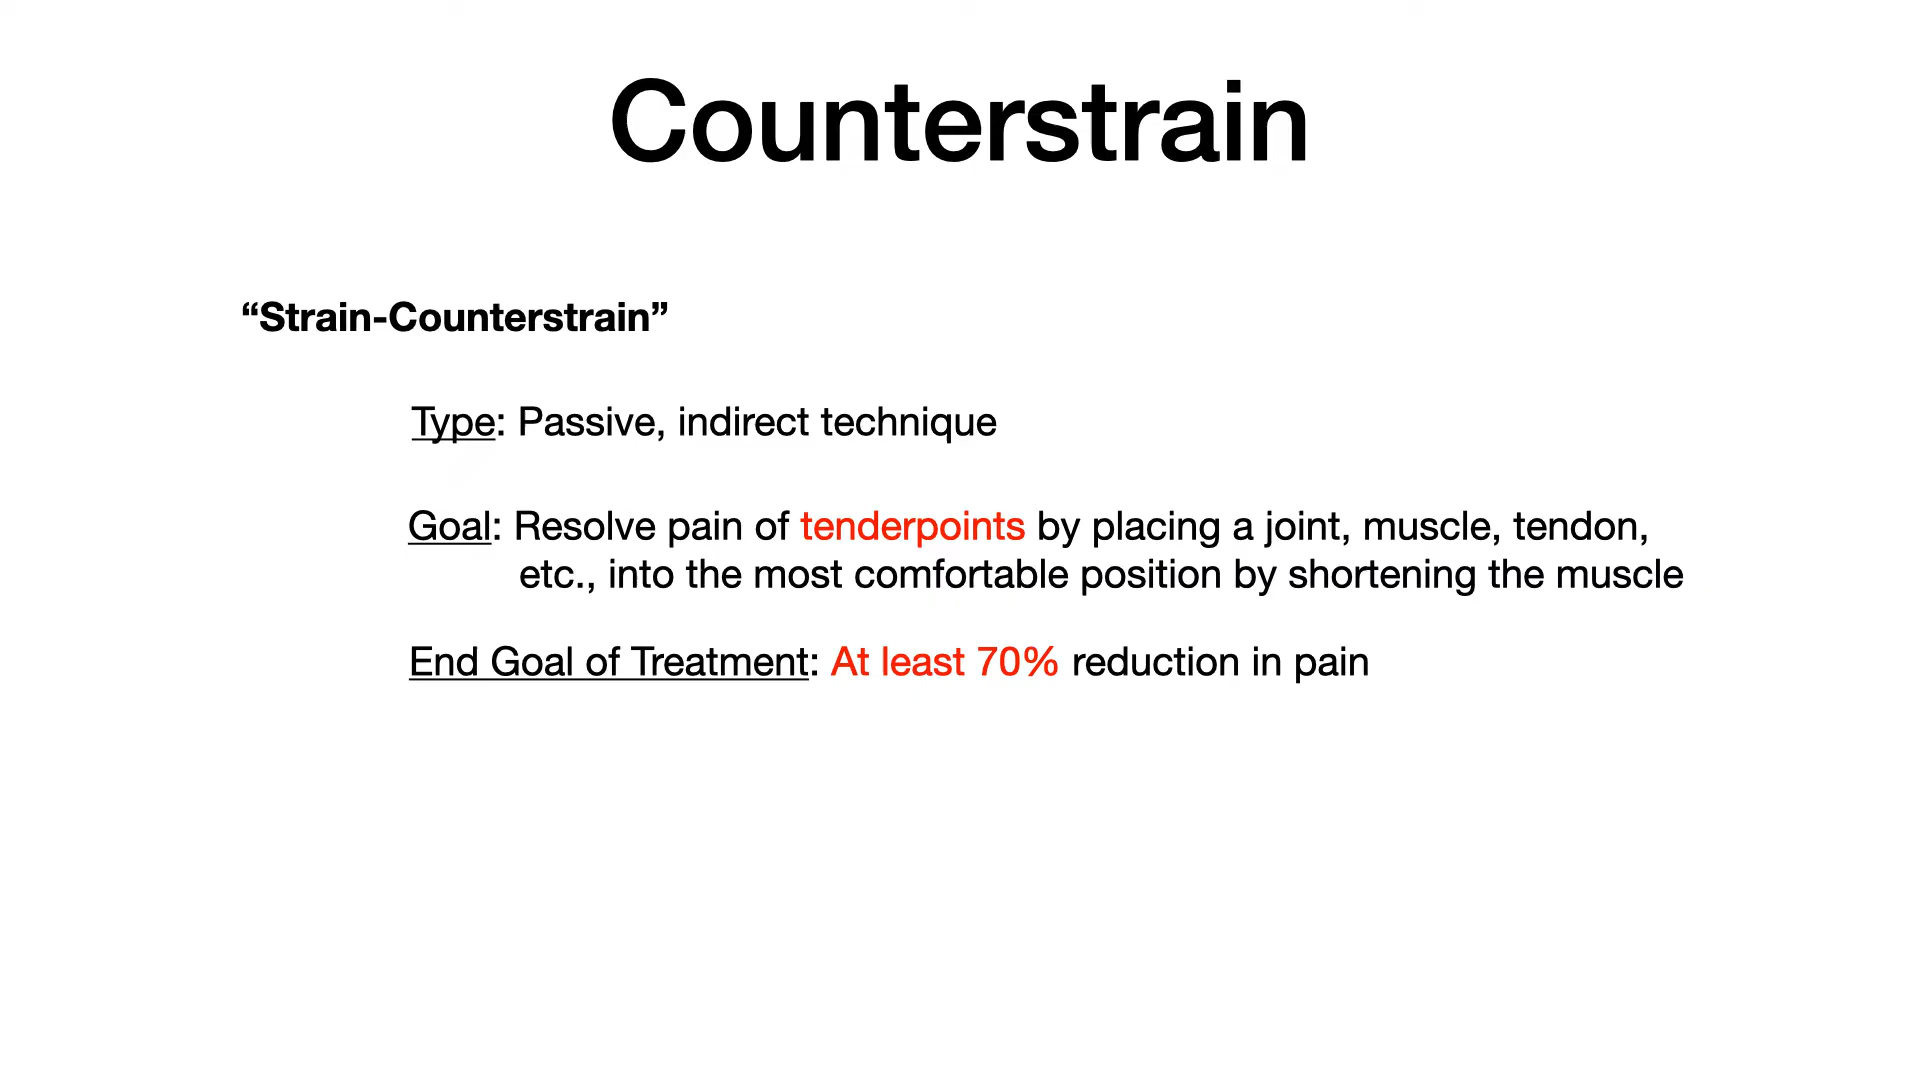 Counterstrain
“Strain-Counterstrain”
Type: Passive, indirect technique
Goal: Resolve pain of tenderpoints by placing a joint, muscle, tendon,
etc., into the most comfortable position by shortening the muscle
End Goal of Treatment: At least 70% reduction in pain